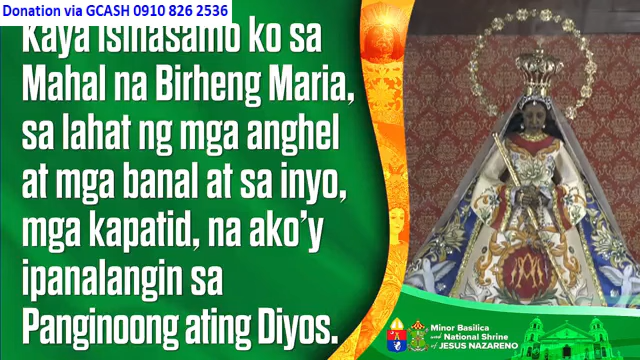 Donation via GCASH 0910 826 2536
Kaya isinasamo ko sa
Mahal na Birheng Maria,
sa lahat ng mga anghel
at mga banal at sa inyo,
mga kapatid, na ako'y
ipanalangin sa
Panginoong ating Diyos.
Minor Basilica
and National Shrine
of JESUS NAZARENO